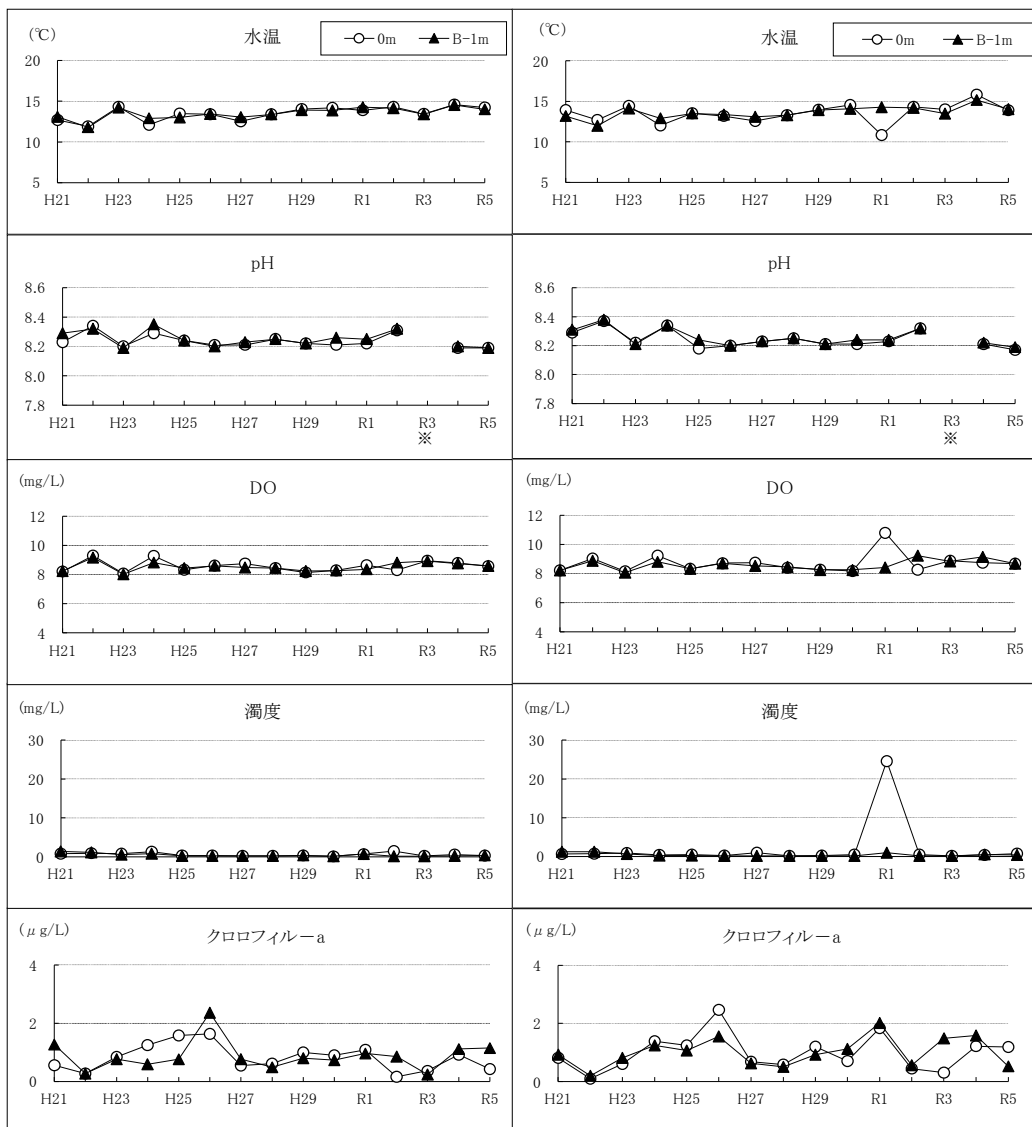 (℃)
水温
0m
B-1m
20
15
10
5
H21
H23
H25
H27
H29
R1
R3
R5
(℃)
水温
0m
B-1m
20
15
10
5
H21
H23
H25
H27
H29
R1
R3
R5
pH
8.6
8.4
8.2
8.0
7.8
H21
H23
H25
H27
H29
R1
R3
R5
※
pH
8.6
8.4
8.2
8.0
7.8
H21
H23
H25
H27
H29
R1
R3
R5
※
(mg/L)
DO
12
10
8
6
4
H21
H23
H25
H27
H29
R1
R3
R5
(mg/L)
DO
12
10
8
6
4
H21
H23
H25
H27
H29
R1
R3
R5
(mg/L)
濁度
30
20
10
0
H21
H23
H25
H27
H29
R1
R3
R5
(mg/L)
濁度
30
20
10
0
H21
H23
H25
H27
H29
R1
R3
R5
(μg/L)
クロロフィルーa
4
2
0
H21
H23
H25
H27
H29
R1
R3
R5
(μg/L)
クロロフィルーa
4
2
0
H21
H23
H25
H27
H29
R1
R3
R5